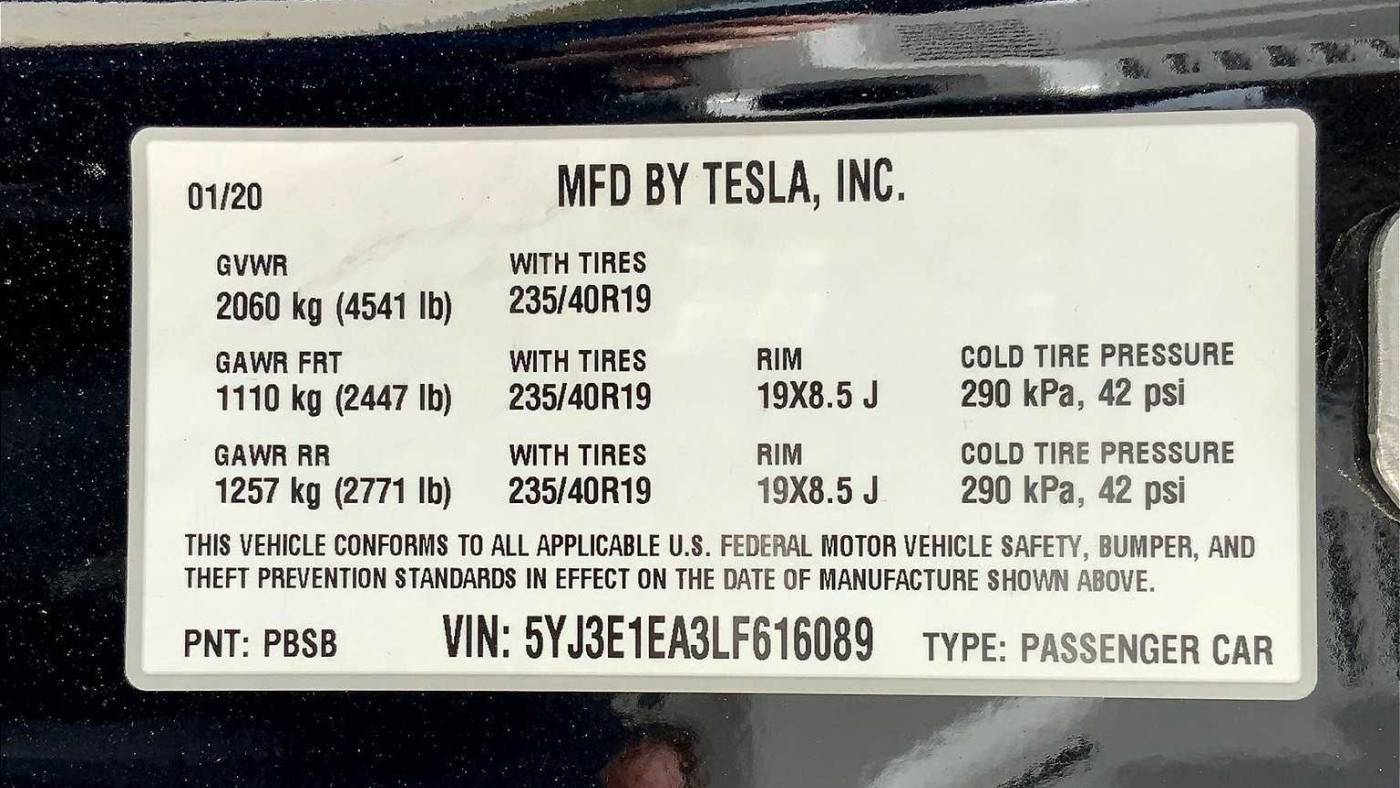 01/20 MFD BY TESLA, INC.
GVWR WITH TIRES
2060 kg (4541 lb) 235/40R19
GAWR FRT WITH TIRES RIM COLD TIRE PRESSURE
1110 kg (2447 lb) 235/40R19 19X8.5 J 290 kPa, 42 psi
GAWR RR WITH TIRES RIM COLD TIRE PRESSURE
1257 kg (2771 lb) 235/40R19 19X8.5 J 290 kPa, 42 psi
THIS VEHICLE CONFORMS TO ALL APPLICABLE U.S. FEDERAL MOTOR VEHICLE SAFETY, BUMPER, AND
THEFT PREVENTION STANDARDS IN EFFECT ON THE DATE OF MANUFACTURE SHOWN ABOVE.
PNT: PBSB VIN: 5YJ3E1EA3LF616089 TYPE: PASSENGER CAR